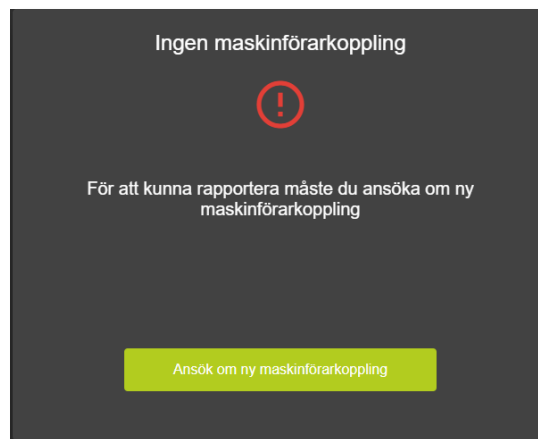 Ingen maskinförarkoppling
För att kunna rapportera måste du ansöka om ny
maskinförarkoppling
Ansök om ny maskinförarkoppling